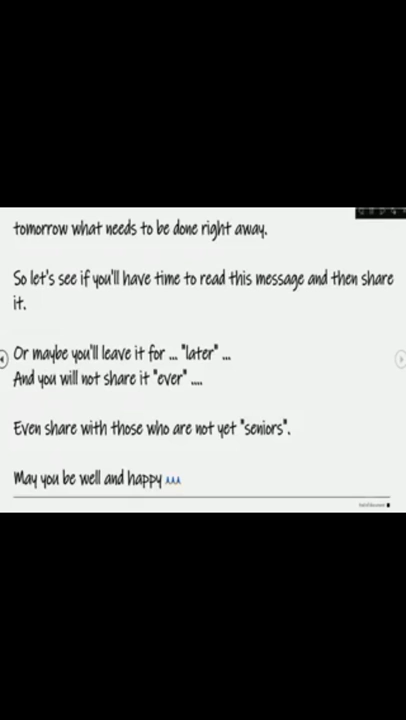 tomorrow what needs to be done right away.
So let's see if you'll have time to read this message and then share
it.
Or maybe you'll leave it for ... "later" ...
And you will not share it "ever" ....
Even share with those who are not yet "seniors".
May you be well and happy